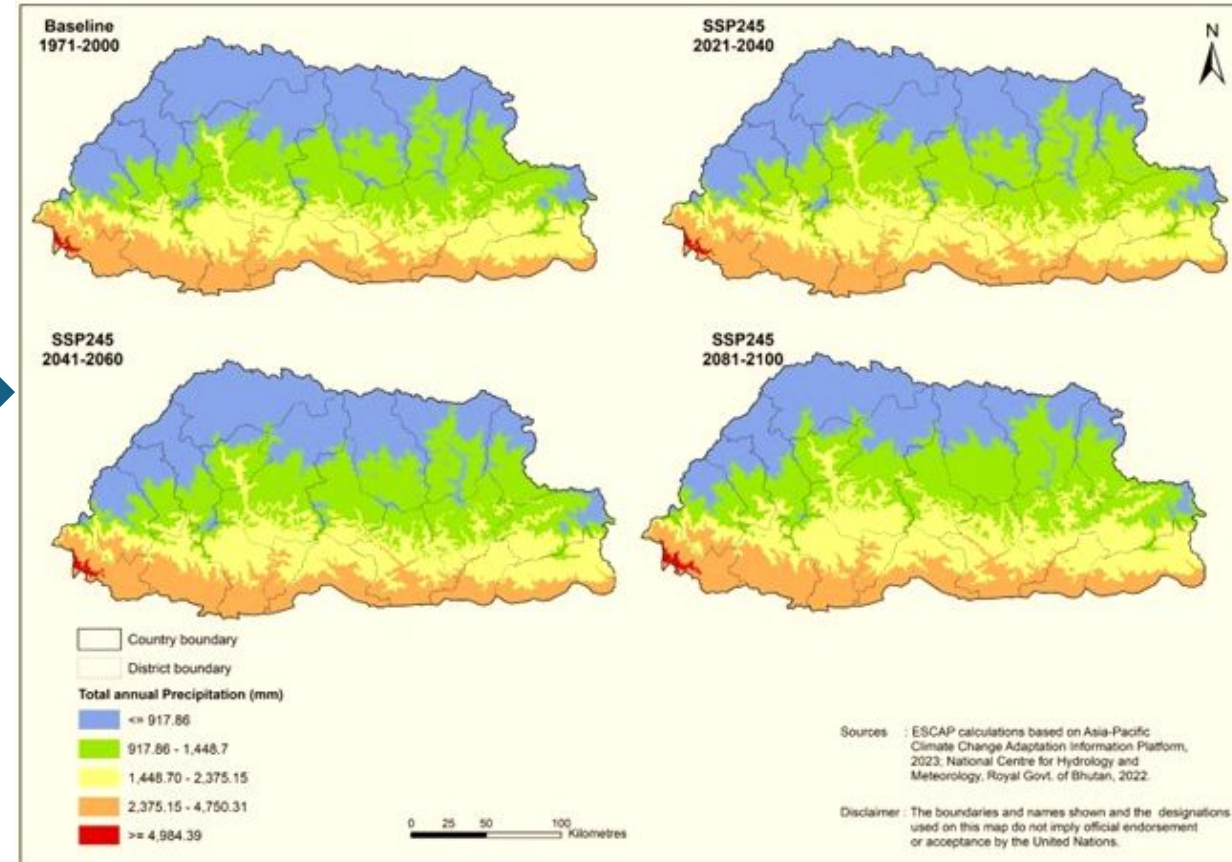 Baseline
1971-2000
SSP245
2021-2040
N
SSP245
2041-2060
SSP245
2081-2100
Country boundary
District boundary
Total annual Precipitation (mm)
<= 917.86
917.86 - 1,448.7
1,448.70 - 2,375.15
2,375.15 - 4,750.31
>= 4,984.39
0 25 50 100
Kilometres
Sources : ESCAP calculations based on Asia-Pacific
Climate Change Adaptation Information Platform,
2023; National Centre for Hydrology and
Meteorology, Royal Govt. of Bhutan, 2022.
Disclaimer : The boundaries and names shown and the designations
used on this map do not imply official endorsement
or acceptance by the United Nations.